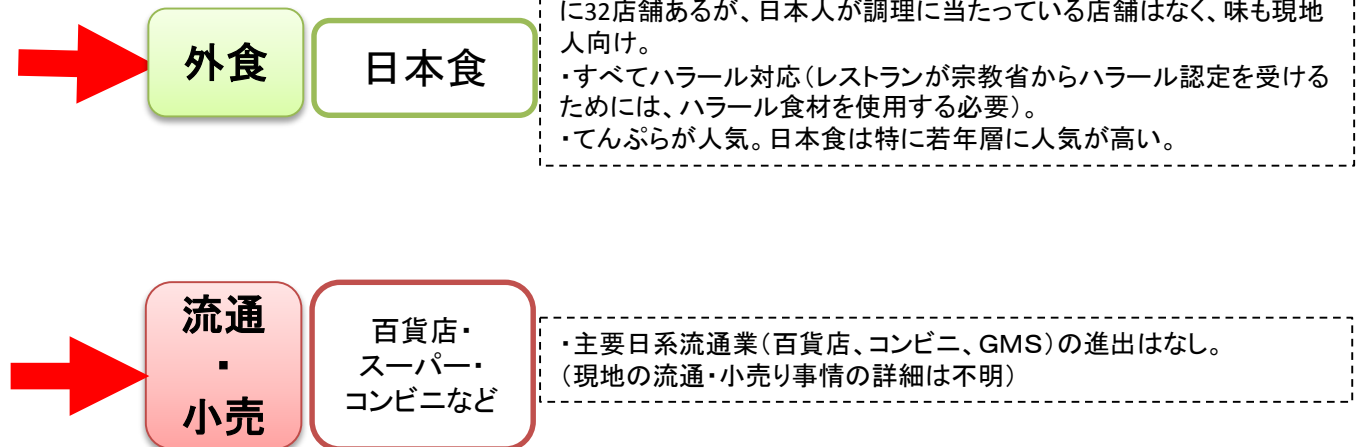 外食
日本食
に32店舗あるが、日本人が調理に当たっている店舗はなく、味も現地
人向け。
・すべてハラール対応(レストランが宗教省からハラール認定を受ける
ためには、ハラール食材を使用する必要)。
・てんぷらが人気。日本食は特に若年層に人気が高い。
流通
・
小売
百貨店・
スーパー・
コンビニなど
・主要日系流通業(百貨店、コンビニ、GMS)の進出はなし。
(現地の流通・小売り事情の詳細は不明)